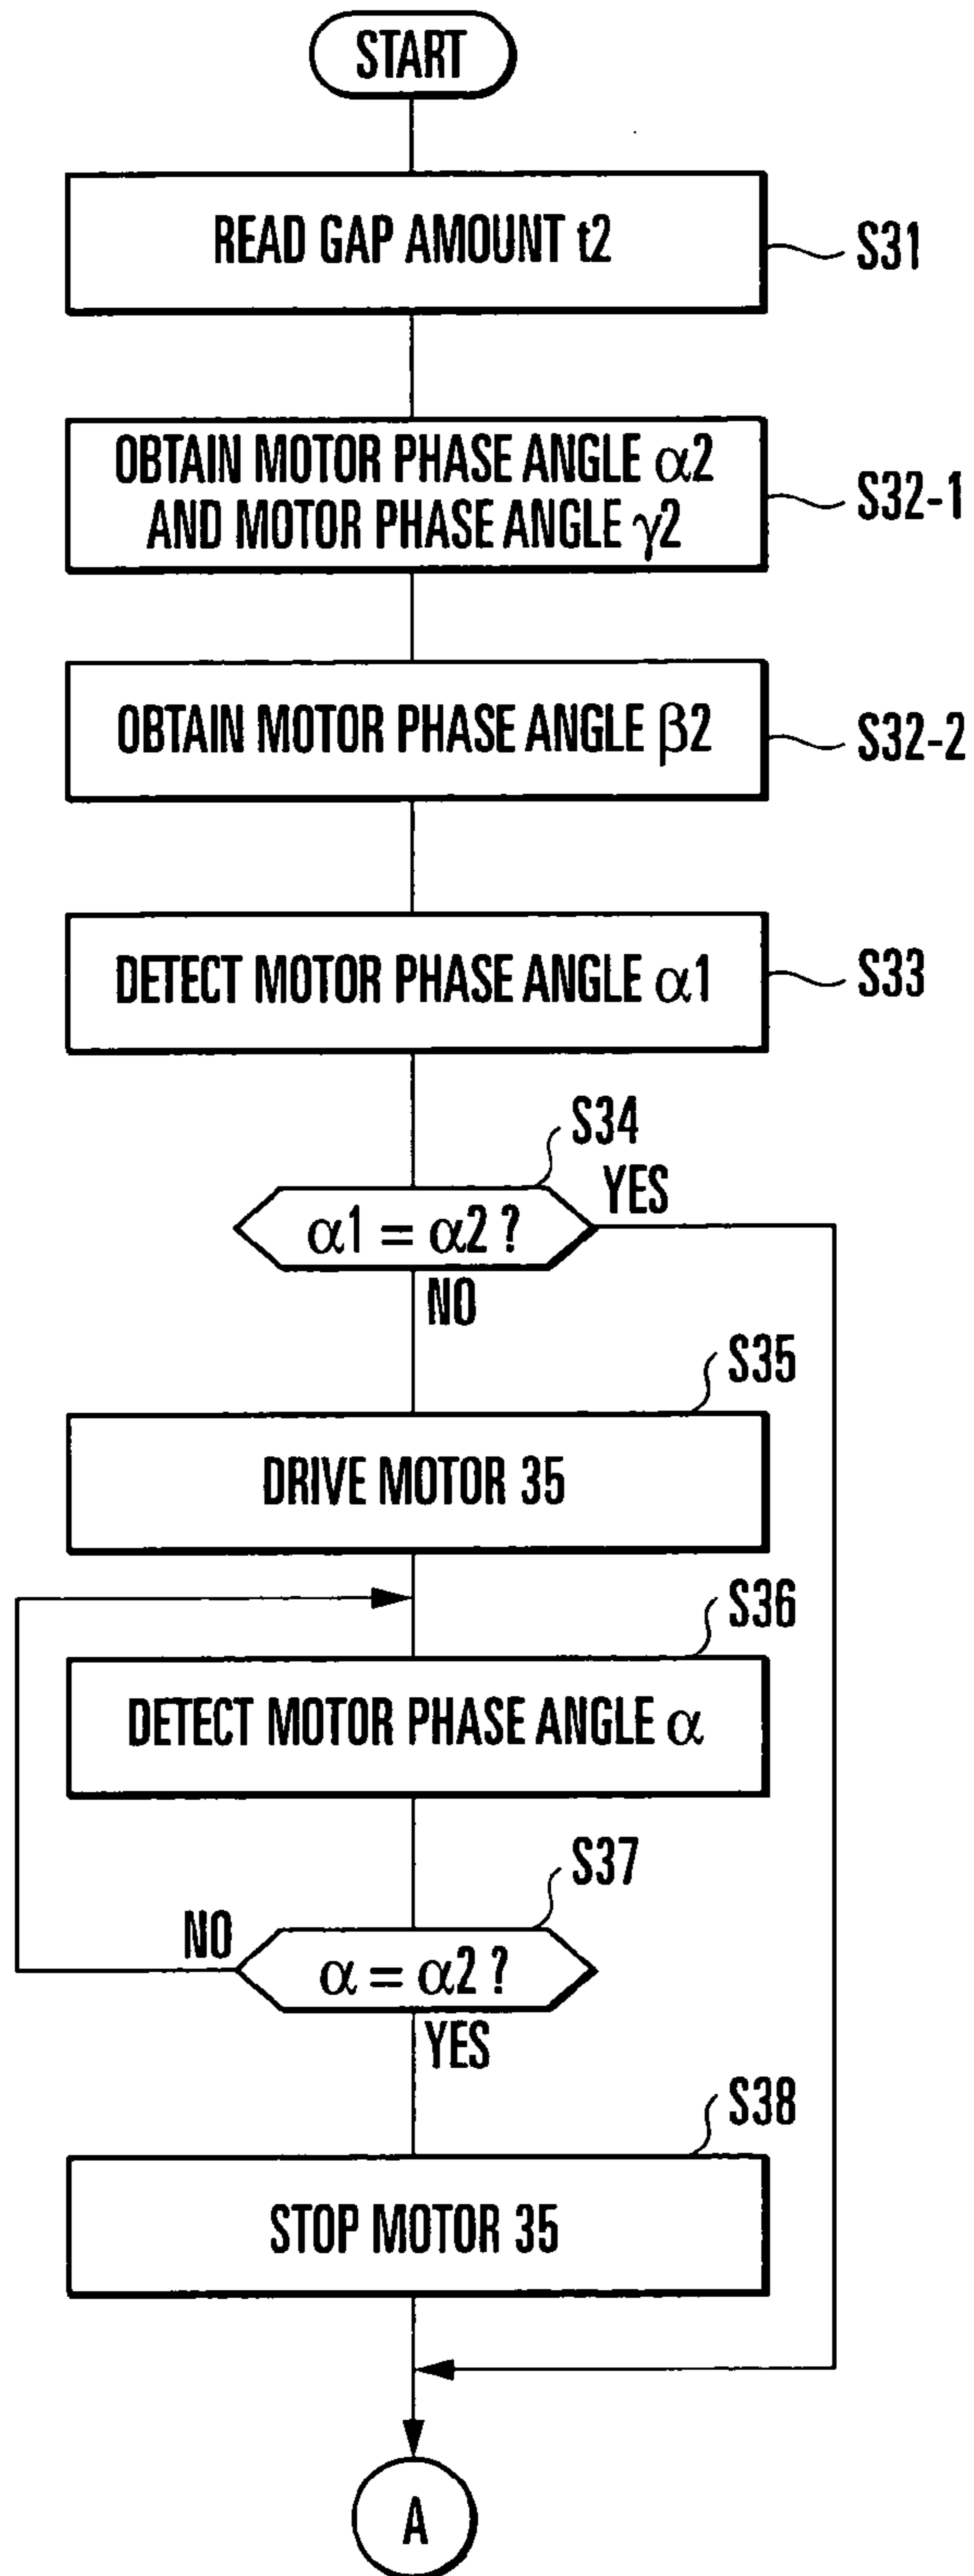 START
READ GAP AMOUNT t2
S31
OBTAIN MOTOR PHASE ANGLE α2
AND MOTOR PHASE ANGLE γ2
S32-1
OBTAIN MOTOR PHASE ANGLE β2
S32-2
DETECT MOTOR PHASE ANGLE α1
S33
S34
YES
α1 = α2 ?
NO
S35
DRIVE MOTOR 35
S36
DETECT MOTOR PHASE ANGLE α
S37
NO
α = α2 ?
YES
S38
STOP MOTOR 35
A